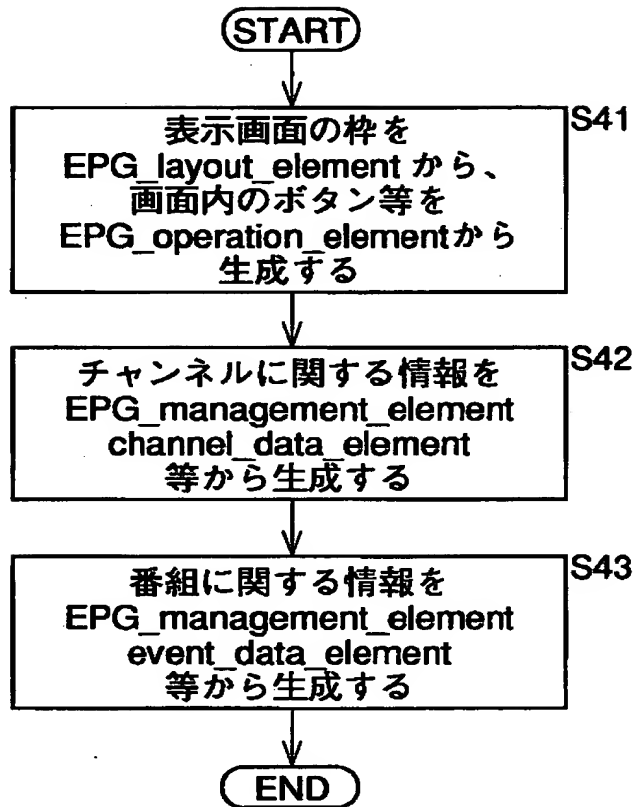 START
S41
表示画面の枠を
EPG_layout_element から、
画面内のボタン等を
EPG_operation_elementから
生成する
S42
チャンネルに関する情報を
EPG_management_element
channel_data_element
等から生成する
S43
番組に関する情報を
EPG_management_element
event_data_element
等から生成する
END